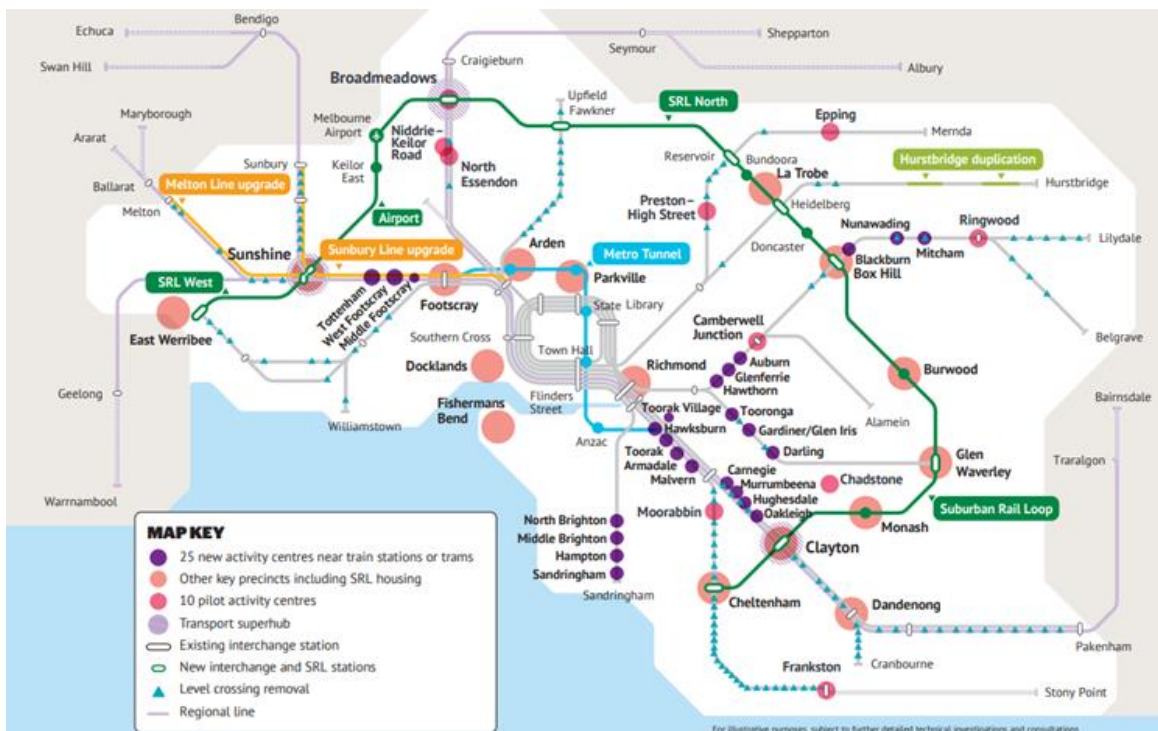 Echuca
Bendigo
Swan Hill
Seymour
Shepparton
Albury
Craigieburn
Broadmeadows
Maryborough
Ararat
Ballarat
Melton
Melton Line upgrade
Sunbury
Melbourne
Airport
Keilor
East
Airport
Niddrie–
Keilor
Road
North
Essendon
Upfield
Fawkner
SRL North
Epping
Mernda
Reservoir
Bundoora
La Trobe
Hurstbridge duplication
Hurstbridge
Heidelberg
Preston–
High Street
Doncaster
Nunawading
Ringwood
Mitcham
Lilydale
Blackburn
Box Hill
Belgrave
Sunshine
Sunbury Line upgrade
SRL West
East Werribee
Tottenham
West Footscray
Middle Footscray
Footscray
Arden
Metro Tunnel
Parkville
State Library
Southern Cross
Town Hall
Flinders
Street
Docklands
Fishermans
Bend
Geelong
Warrnambool
Williamstown
Richmond
Camberwell
Junction
Auburn
Glenferrie
Hawthorn
Alamein
Burwood
Toorak Village
Hawksburn
Toorak
Armadale
Malvern
Anzac
Tooronga
Gardiner/Glen Iris
Darling
Carnegie
Murrumbeena
Hughesdale
Oakleigh
Chadstone
Glen
Waverley
Monash
Suburban Rail Loop
Bairnsdale
Traralgon
Moorabbin
Clayton
North Brighton
Middle Brighton
Hampton
Sandringham
Sandringham
Cheltenham
Dandenong
Cranbourne
Pakenham
Frankston
Stony Point
MAP KEY
25 new activity centres near train stations or trams
Other key precincts including SRL housing
10 pilot activity centres
Transport superhub
Existing interchange station
New interchange and SRL stations
Level crossing removal
Regional line
For illustrative purposes, subject to further detailed technical investigations and consultations